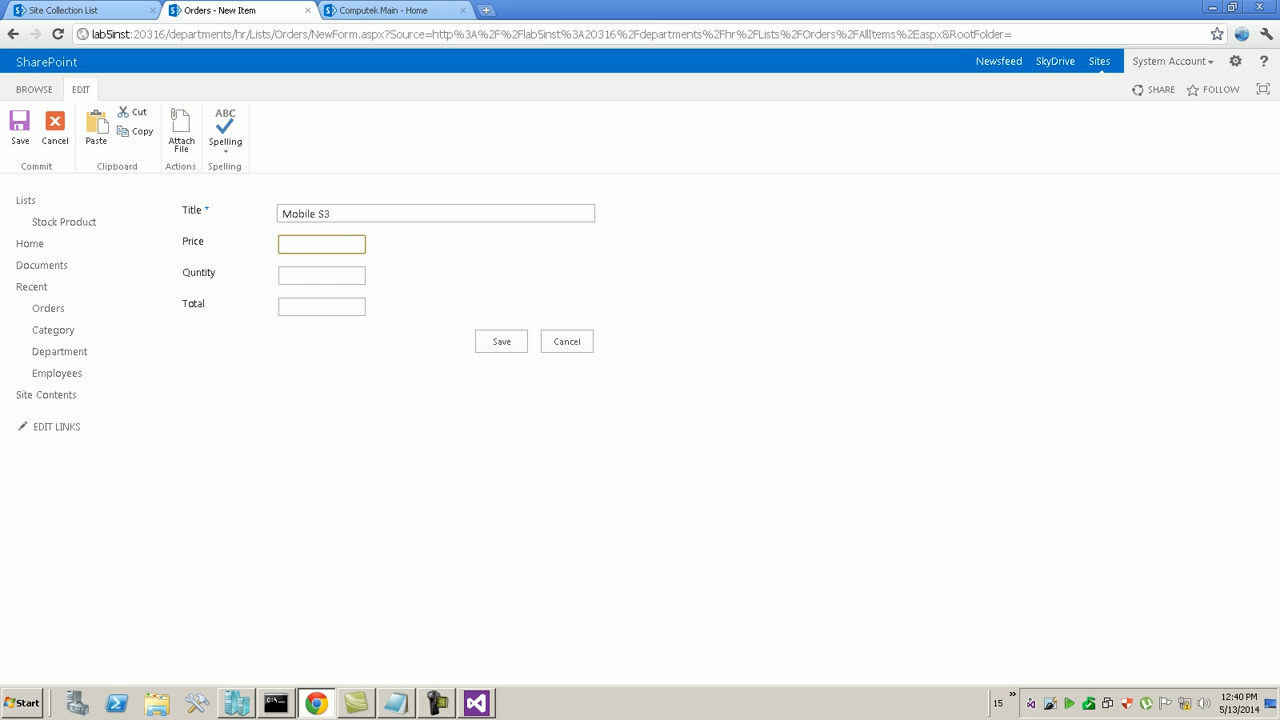 Site Collection List
Orders - New Item
Computek Main - Home
lab5inst:20316/departments/hr/Lists/Orders/NewForm.aspx?Source=http%3A%2F%2Flab5inst%3A20316%2Fdepartments%2Fhr%2FLists%2FOrders%2FAllItems%2Easpx&RootFolder=
SharePoint
Newsfeed SkyDrive Sites System Account ?
BROWSE EDIT SHARE FOLLOW
Save Cancel Paste Cut Copy Attach File ABC Spelling
Commit Clipboard Actions Spelling
Lists
Stock Product
Home
Documents
Recent
Orders
Category
Department
Employees
Site Contents
EDIT LINKS
Title * Mobile S3
Price
Quntity
Total
Save Cancel
Start
15
12:40 PM
5/13/2014